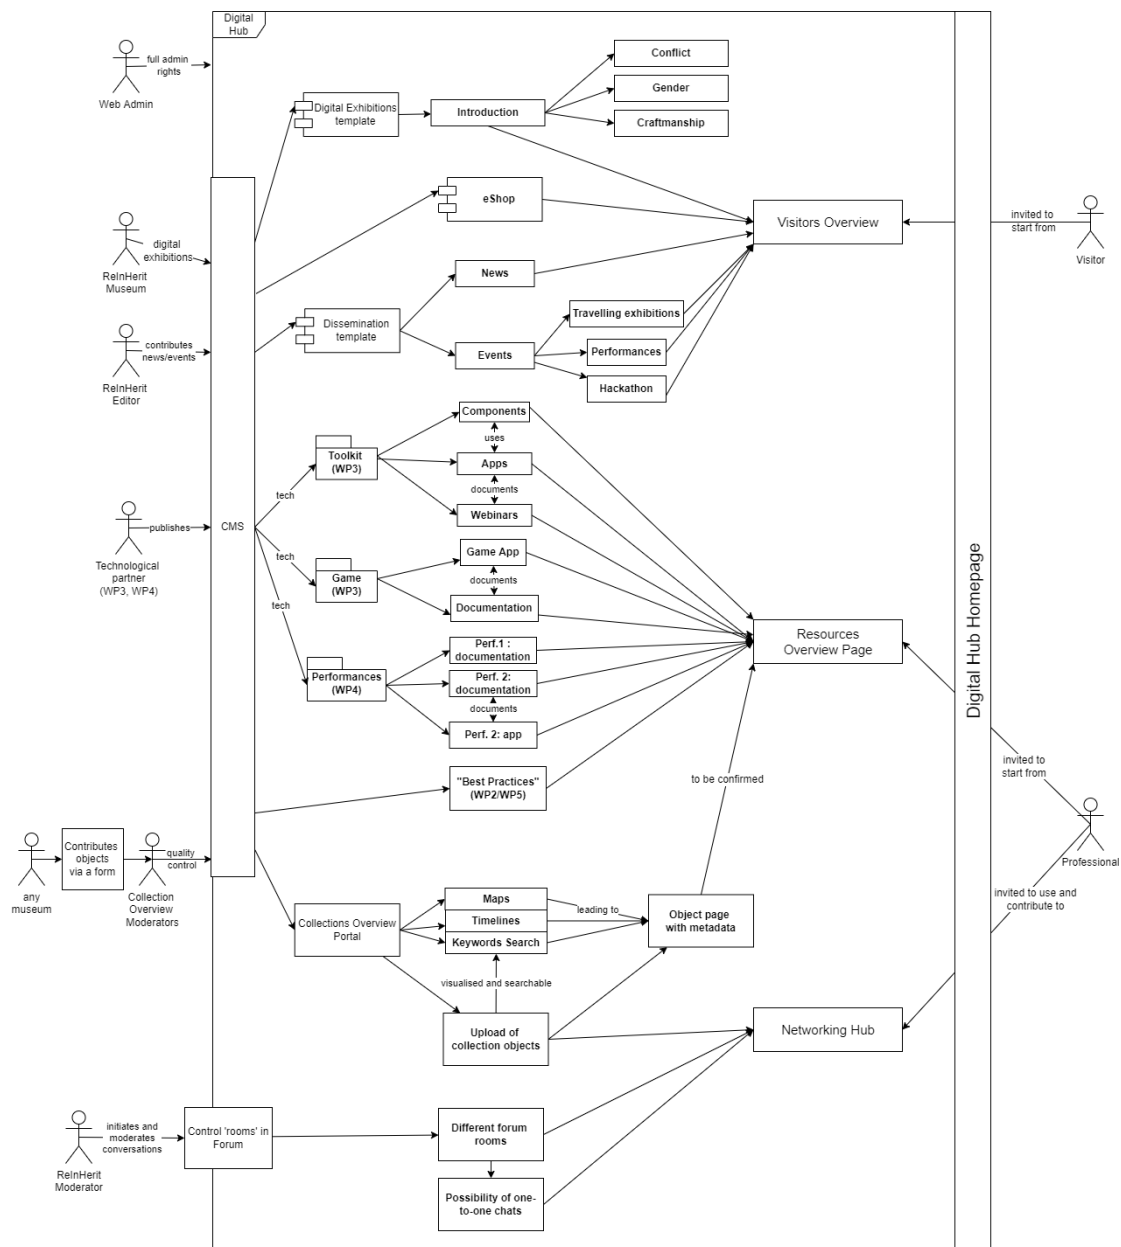 Digital
Hub
full admin
rights
Web Admin
Digital Exhibitions
template
Introduction
Conflict
Gender
Craftmanship
eShop
Visitors Overview
invited to
start from
Visitor
digital
exhibitions
ReInHerit
Museum
News
Dissemination
template
Travelling exhibitions
Events
Performances
Hackathon
contributes
news/events
ReInHerit
Editor
Components
uses
Toolkit
(WP3)
Apps
documents
Webinars
tech
publishes
CMS
Technological
partner
(WP3, WP4)
tech
Game App
documents
Game
(WP3)
Documentation
tech
Perf.1 :
documentation
Performances
(WP4)
Perf. 2:
documentation
documents
Perf. 2: app
Resources
Overview Page
Digital Hub Homepage
"Best Practices"
(WP2/WP5)
to be confirmed
invited to
start from
Professional
invited to use and
contribute to
any
museum
Contributes
objects
via a form
quality
control
Collection
Overview
Moderators
Collections Overview
Portal
Maps
Timelines
Keywords Search
leading to
Object page
with metadata
visualised and searchable
Upload of
collection objects
Networking Hub
initiates and
moderates
conversations
ReInHerit
Moderator
Control 'rooms' in
Forum
Different forum
rooms
Possibility of one-
to-one chats